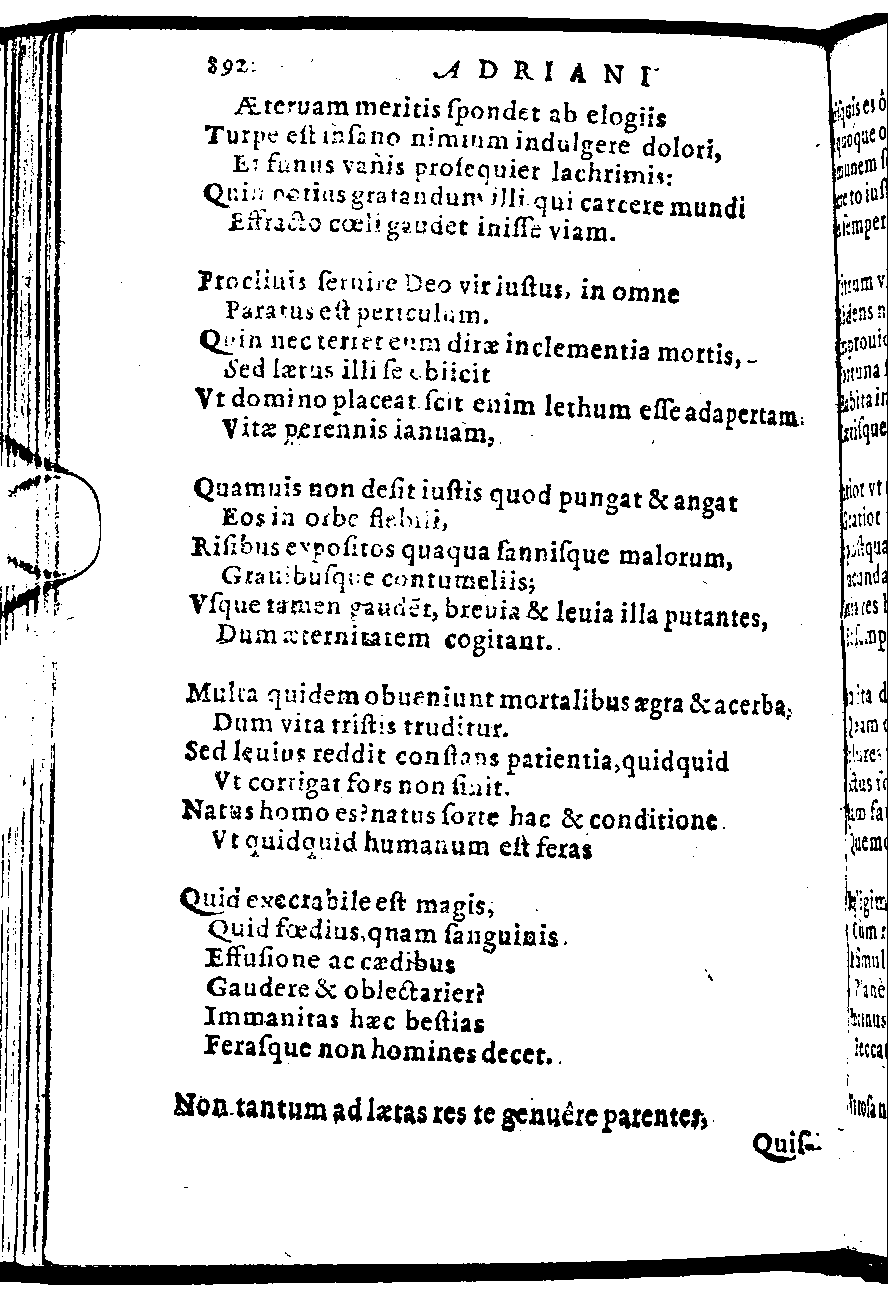 892.
ADRIANI
Æternam meritis ſpondet ab elogiis
Turpe eſt inſano nimium indulgere dolori,
Et funus vanis proſequier lachrimis:
Quin potius gratandum illi qui carcere mundi
Effracto cœli gaudet iniſſe viam.
Procliuis ſeruire Deo vir iuſtus, in omne
Paratus eſt periculum.
Quin nec terret eum diræ inclementia mortis,
Sed lætus illi ſe obiicit
Vt domino placeat ſcit enim lethum eſſe adapertam
Vitæ perennis ianuam,
Quamuis non deſit iuſtis quod pungat & angat
Eos in orbe flebili,
Riſibus expoſitos quaqua ſanniſque malorum,
Grauibuſque contumeliis;
Vſque tamen gaudēt, breuia & leuia illa putantes,
Dum æternitatem cogitant.
Multa quidem obueniunt mortalibus ægra & acerba,
Dum vita triſtis truditur.
Sed leuius reddit conſtans patientia, quidquid
Vt corrigat fors non ſinit.
Natus homo es? natus ſorte hac & conditione
Vt quidquid humanum eſt feras
Quid execrabile eſt magis,
Quid fœdius, qnam ſanguinis
Effuſione ac cædibus
Gaudere & oblectarier?
Immanitas hæc beſtias
Feraſque non homines decet.
Non tantum ad lætas res te genuêre parentes,
Quiſ-